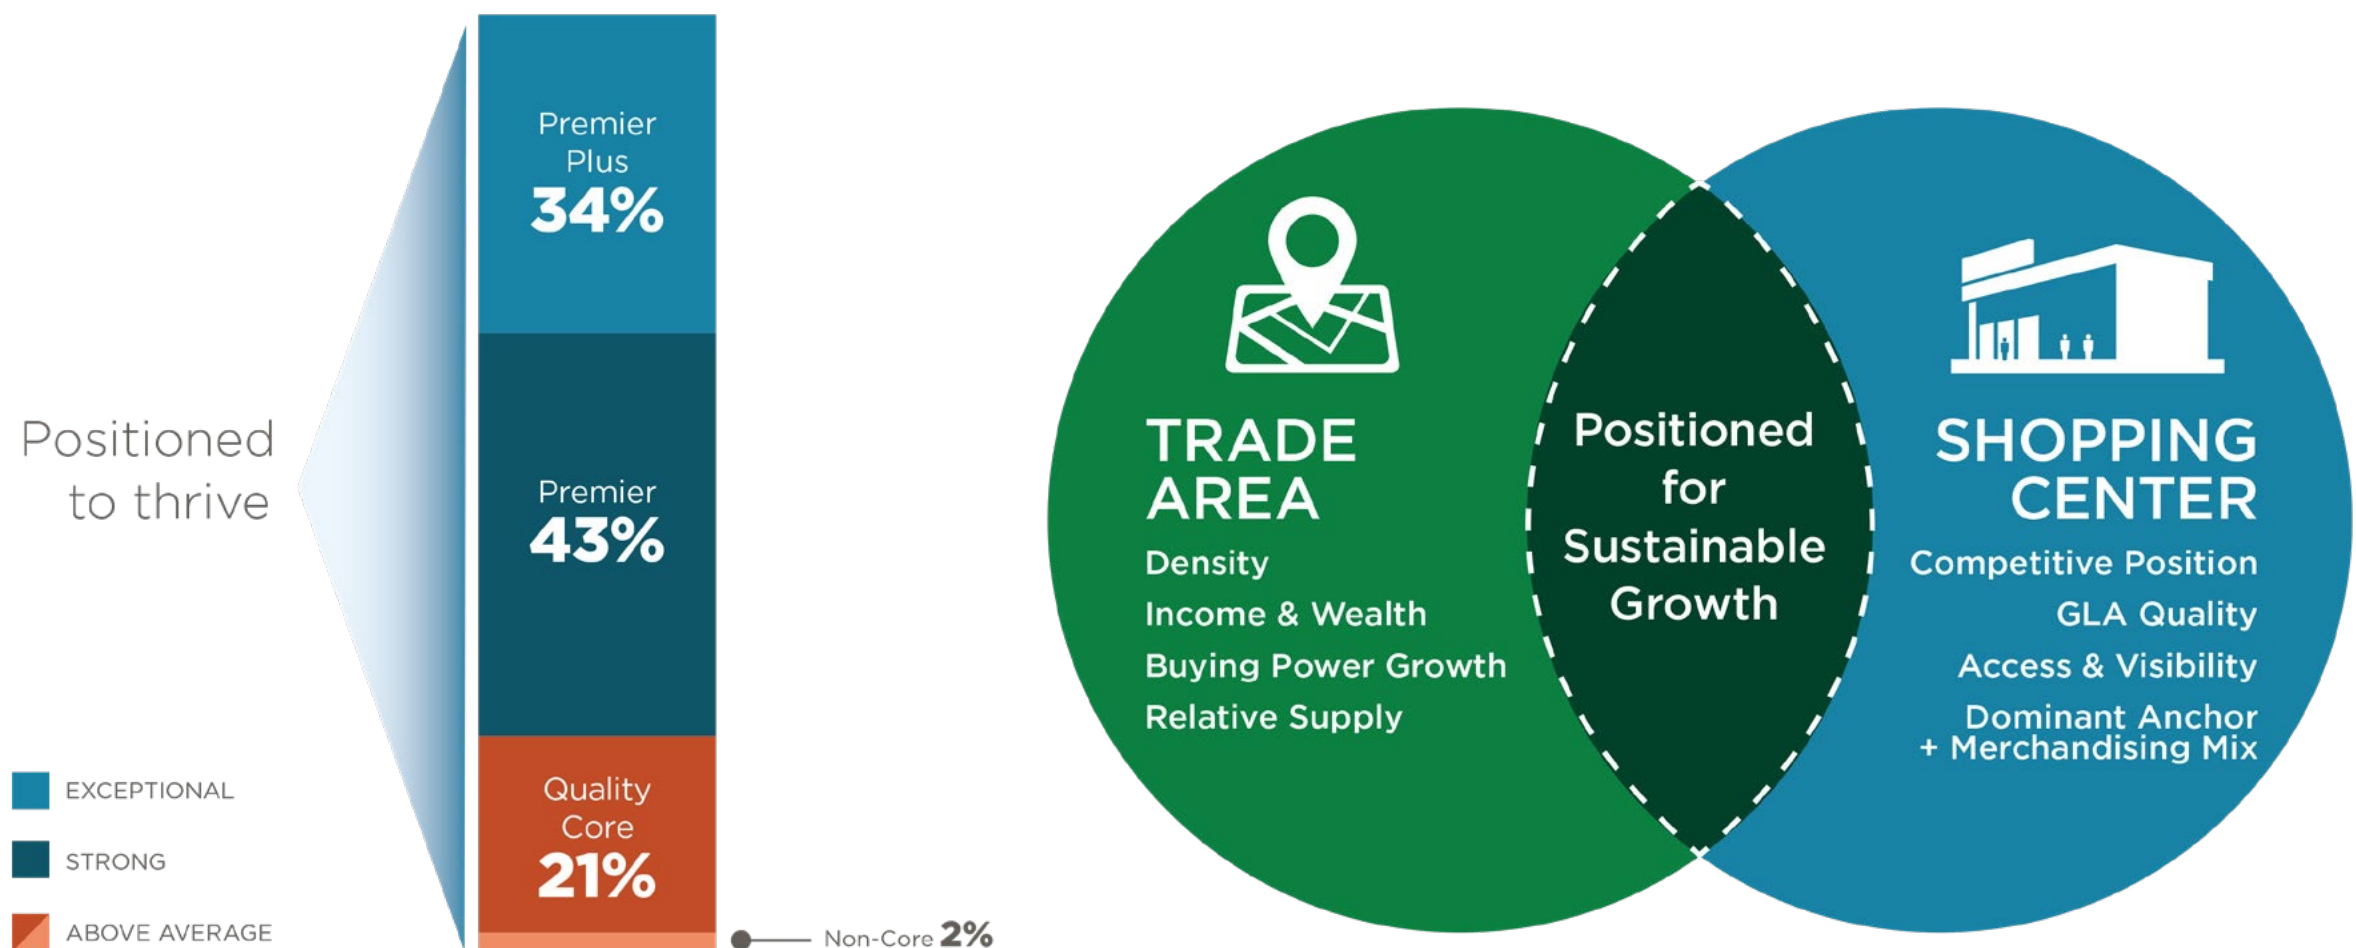 Positioned
to thrive
EXCEPTIONAL
STRONG
ABOVE AVERAGE
Premier
Plus
34%
Premier
43%
Quality
Core
21%
Non-Core 2%
TRADE
AREA
Density
Income & Wealth
Buying Power Growth
Relative Supply
Positioned
for
Sustainable
Growth
SHOPPING
CENTER
Competitive Position
GLA Quality
Access & Visibility
Dominant Anchor
+ Merchandising Mix